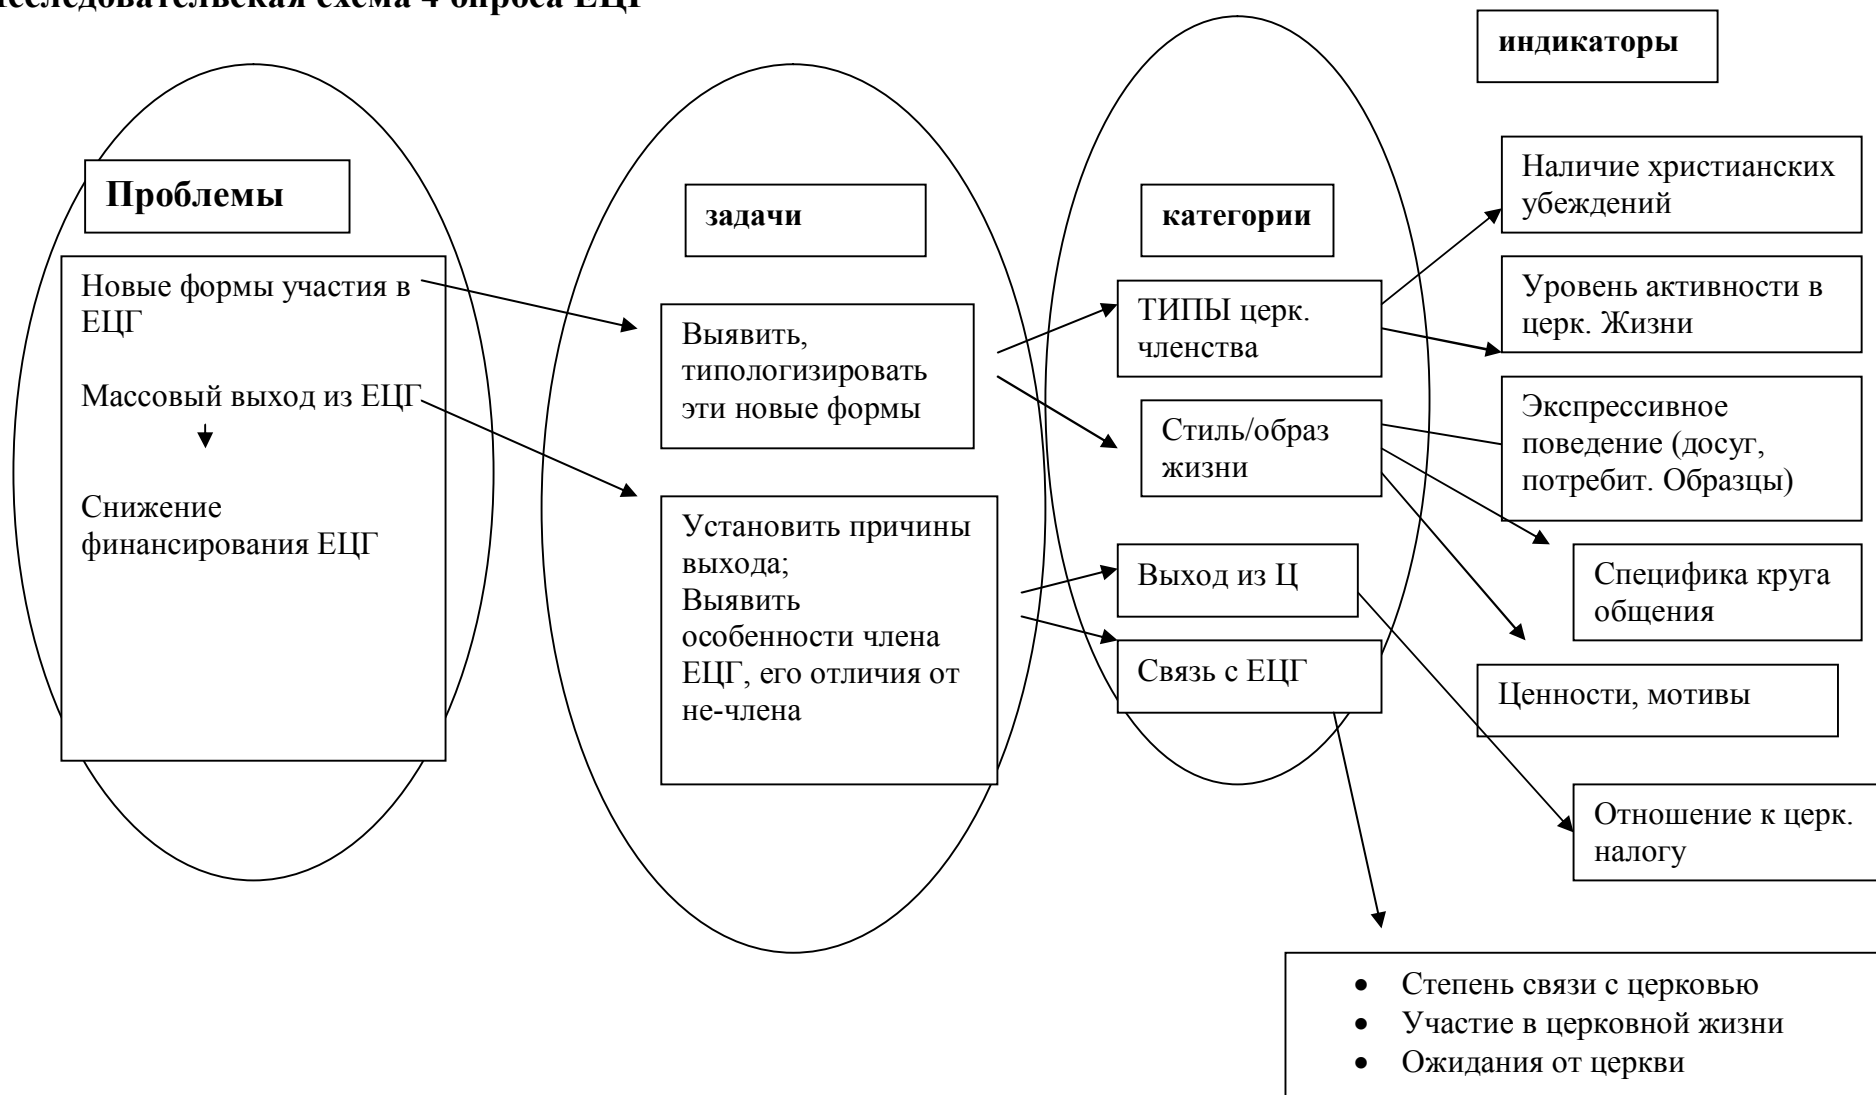 исследовательская схема 4 опроса ЕЦГ
индикаторы
Проблемы
Новые формы участия в
ЕЦГ
Массовый выход из ЕЦГ
Снижение
финансирования ЕЦГ
задачи
Выявить,
типологизировать
эти новые формы
Установить причины
выхода;
Выявить
особенности члена
ЕЦГ, его отличия от
не-члена
категории
ТИПЫ церк.
членства
Стиль/образ
жизни
Выход из Ц
Связь с ЕЦГ
Наличие христианских
убеждений
Уровень активности в
церк. Жизни
Экспрессивное
поведение (досуг,
потребит. Образцы)
Специфика круга
общения
Ценности, мотивы
Отношение к церк.
налогу
• Степень связи с церковью
• Участие в церковной жизни
• Ожидания от церкви